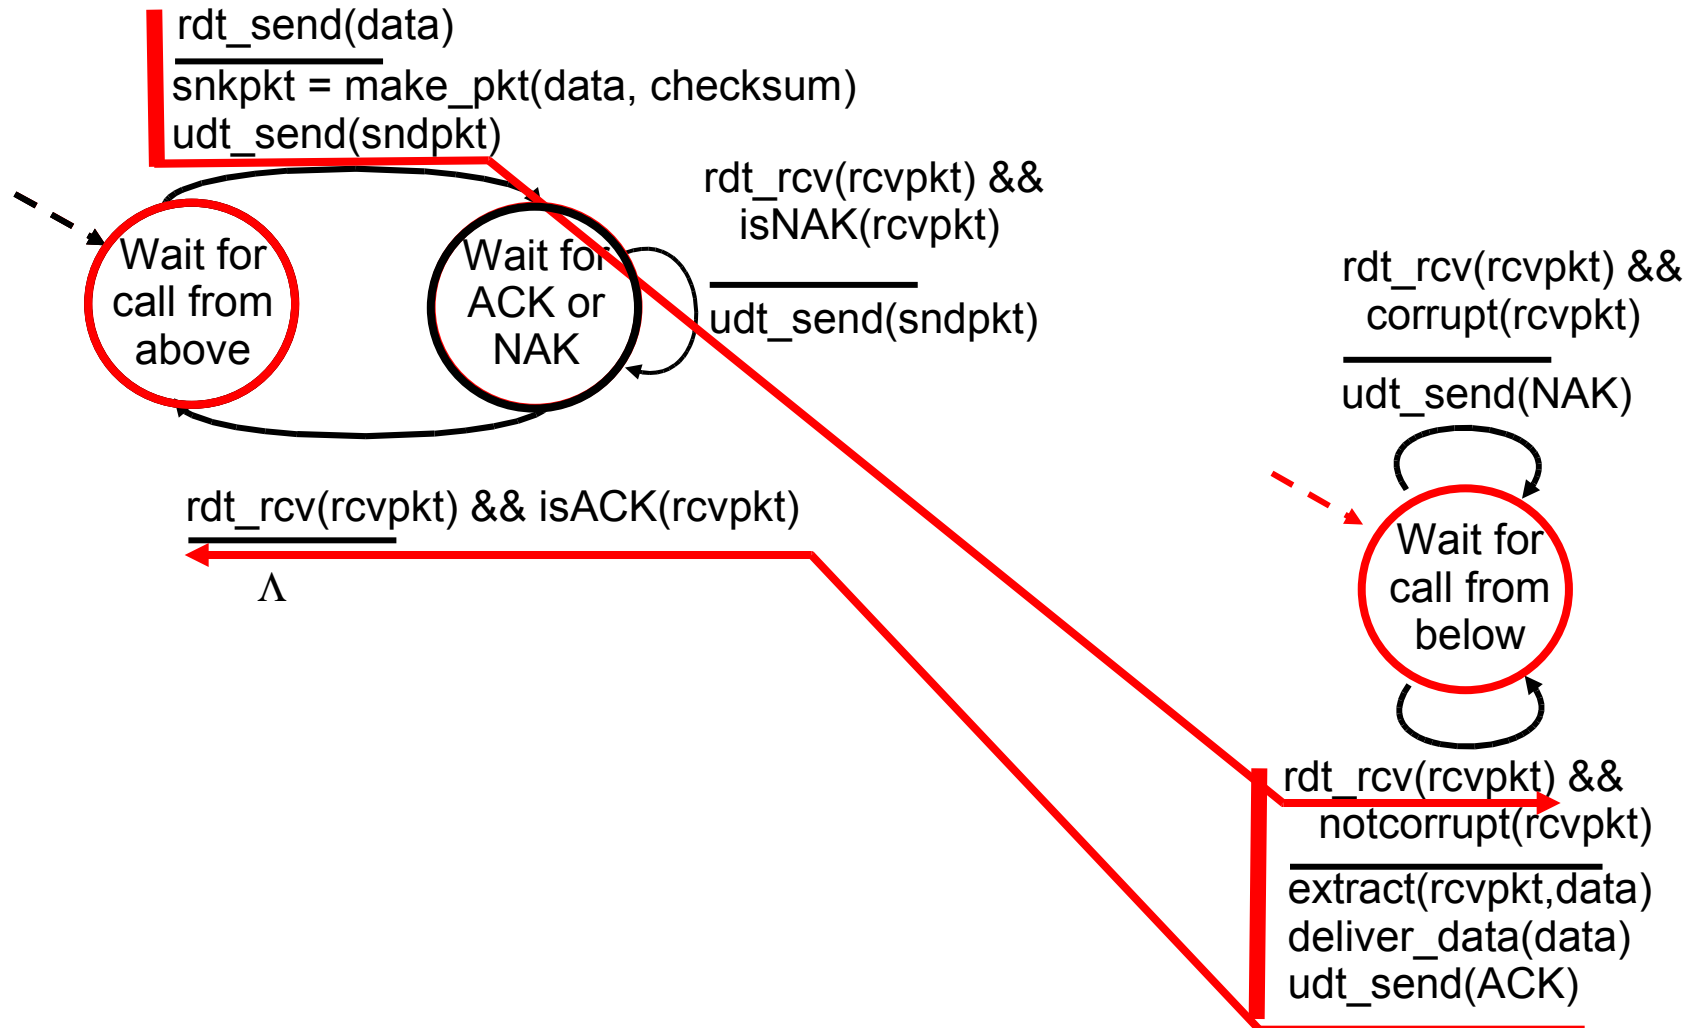 rdt_send(data)
snkpkt = make_pkt(data, checksum)
udt_send(sndpkt)
rdt_rcv(rcvpkt) &&
isNAK(rcvpkt)
udt_send(sndpkt)
Wait for
call from
above
Wait for
ACK or
NAK
rdt_rcv(rcvpkt) && isACK(rcvpkt)
Λ
rdt_rcv(rcvpkt) &&
corrupt(rcvpkt)
udt_send(NAK)
Wait for
call from
below
rdt_rcv(rcvpkt) &&
notcorrupt(rcvpkt)
extract(rcvpkt,data)
deliver_data(data)
udt_send(ACK)